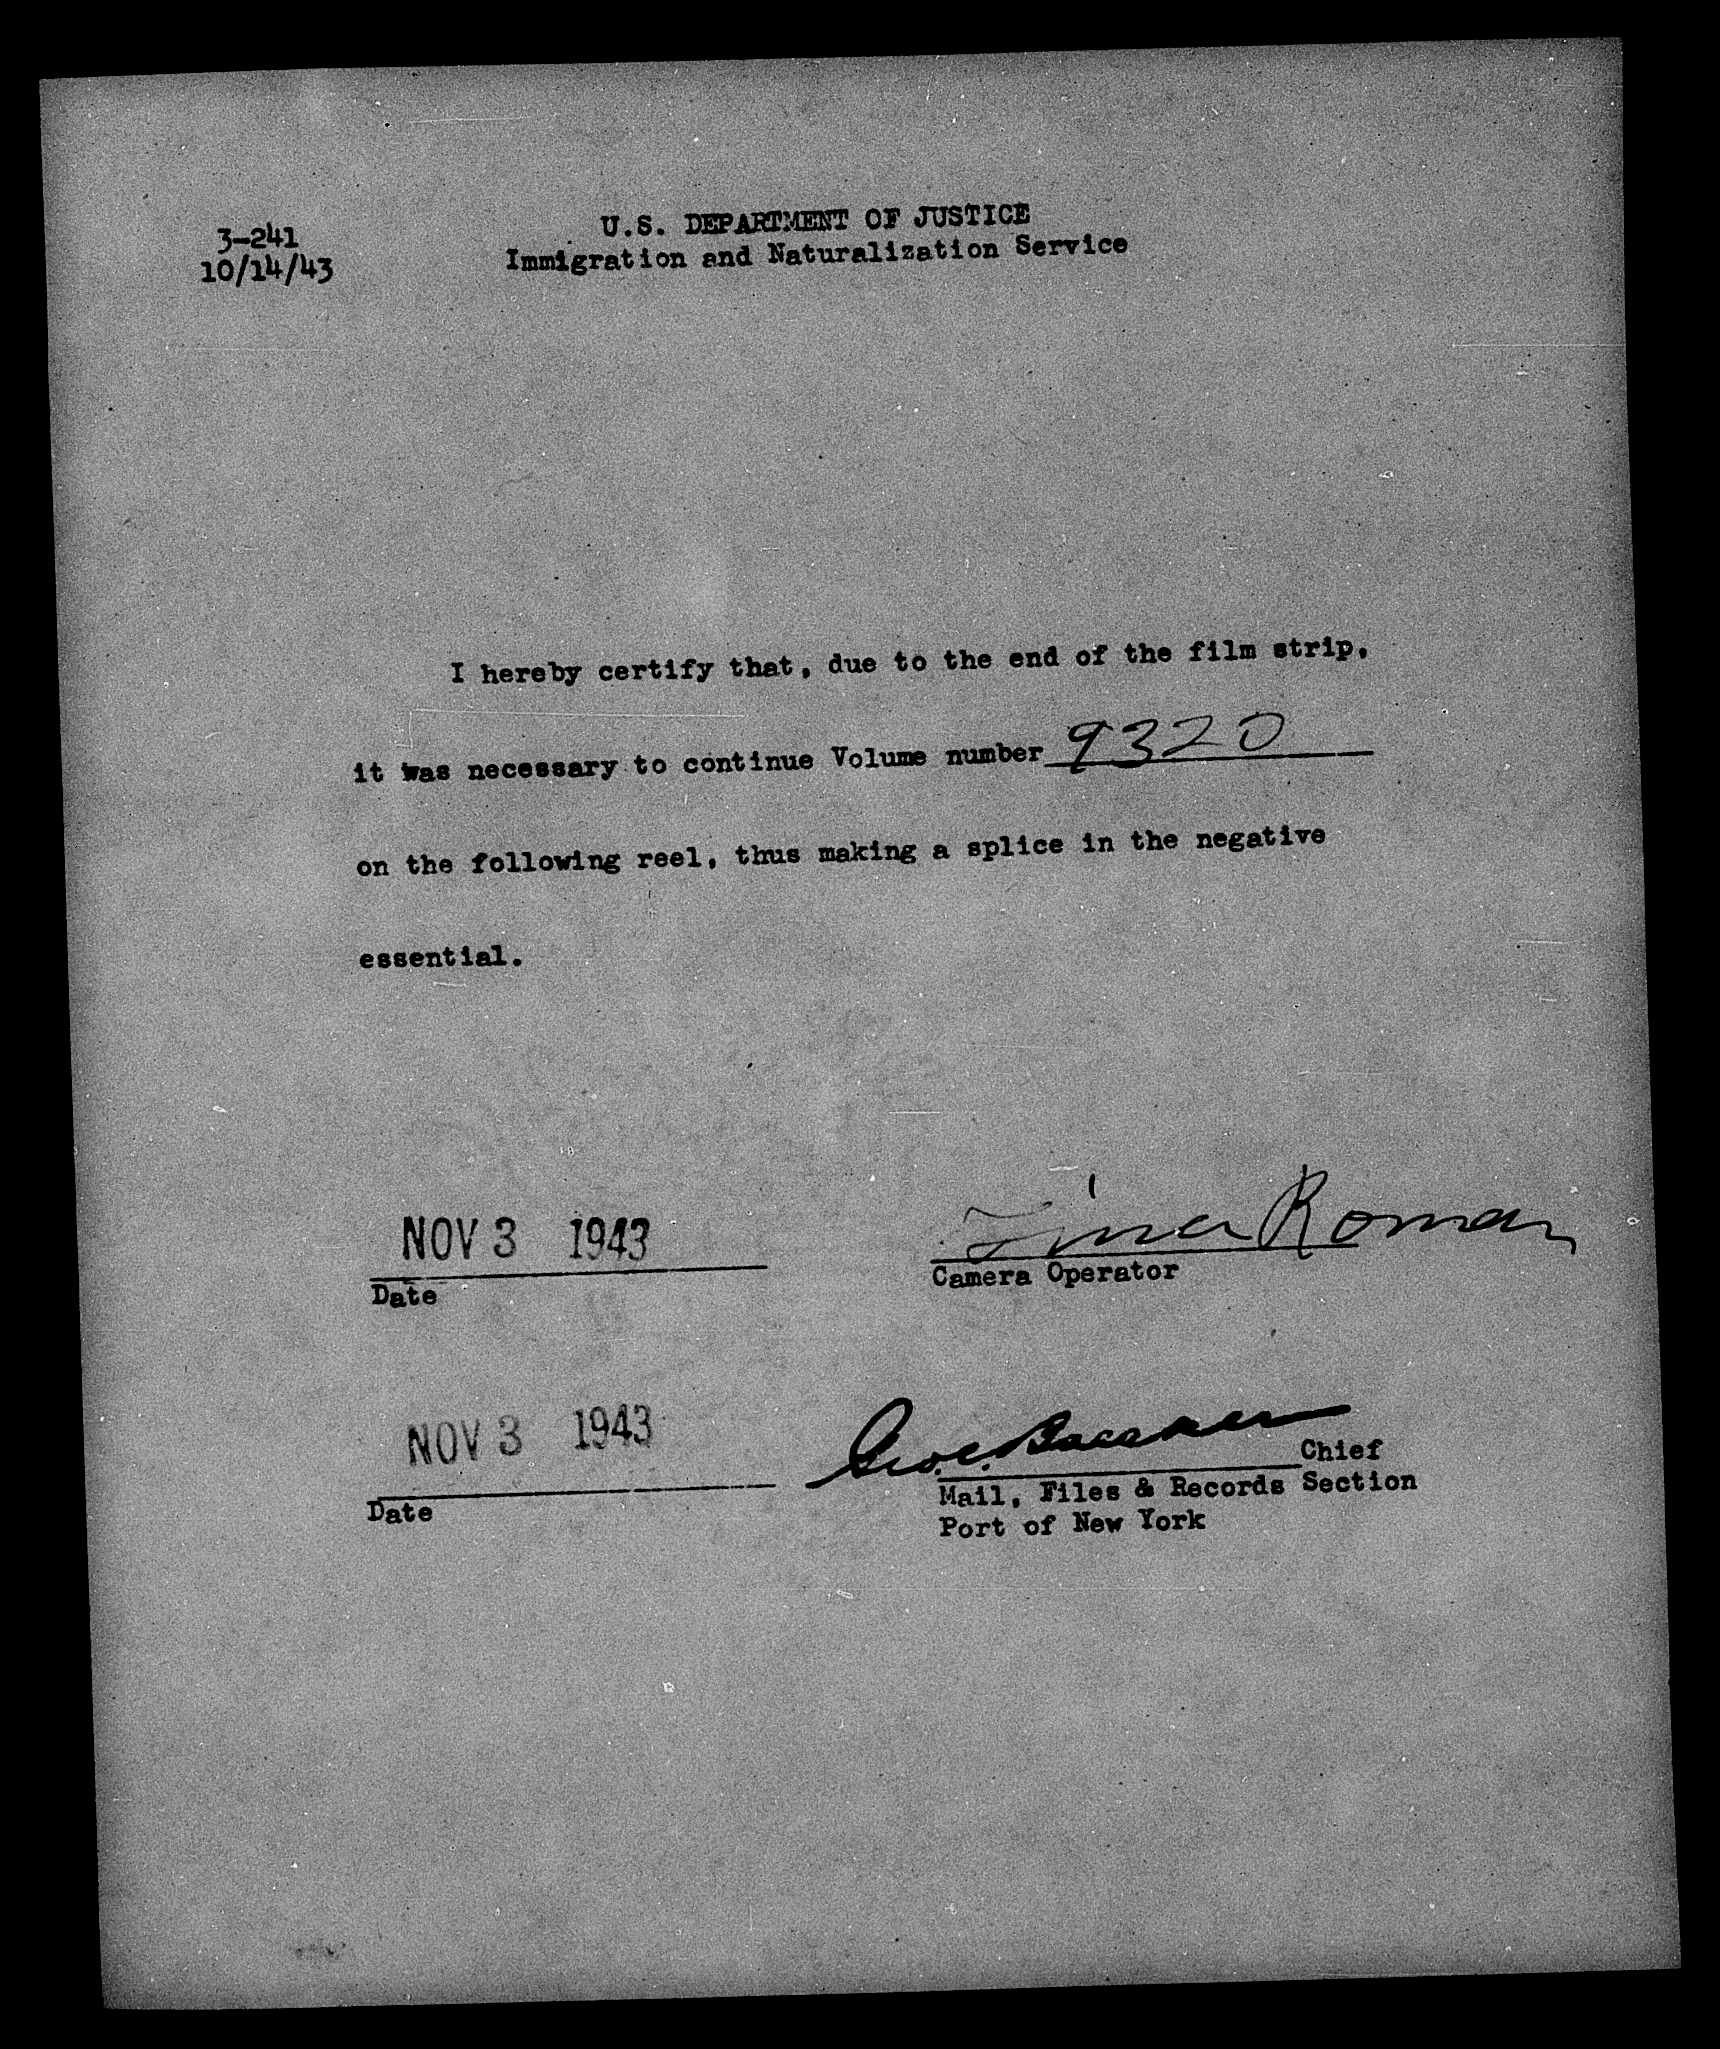 3-241
10/14/43
U.S. DEPARTMENT OF JUSTICE
Immigration and Naturalization Service
I hereby certify that, due to the end of the film strip,
it was necessary to continue Volume number 9320
on the following reel, thus making a splice in the negative
essential.
NOV 3 1943
Date
Tina Roman
Camera Operator
NOV 3 1943
Date
Geo. C.
Chief
Mail, Files & Records Section
Port of New York